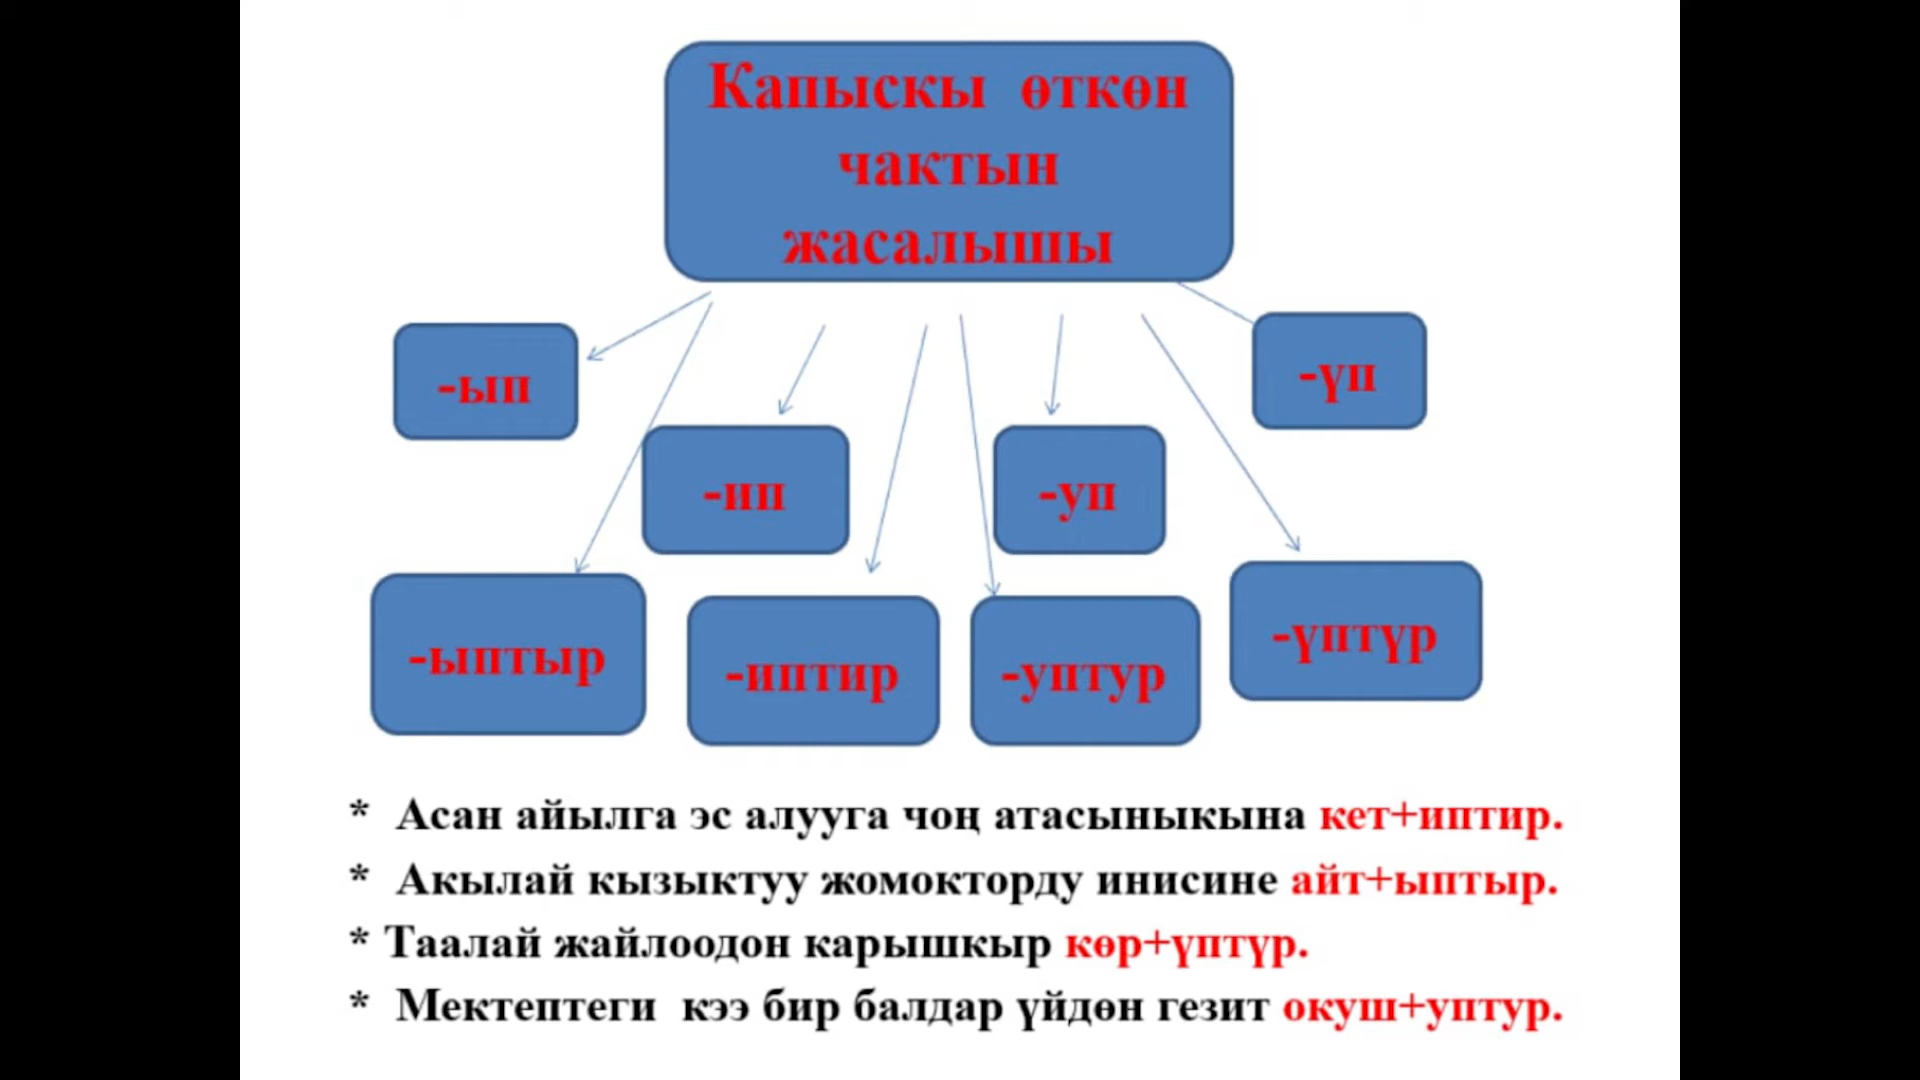 Капыскы өткөн
чактын
жасалышы
-ып
-үп
-ип
-уп
-ыптыр
-иптир
-уптур
-үптүр
* Асан айылга эс алууга чоң атасыныкына кет+иптир.
* Акылай кызыктуу жомокторду инисине айт+ыптыр.
* Таалай жайлоодон карышкыр көр+үптүр.
* Мектептеги кээ бир балдар үйдөн гезит окуш+уптур.